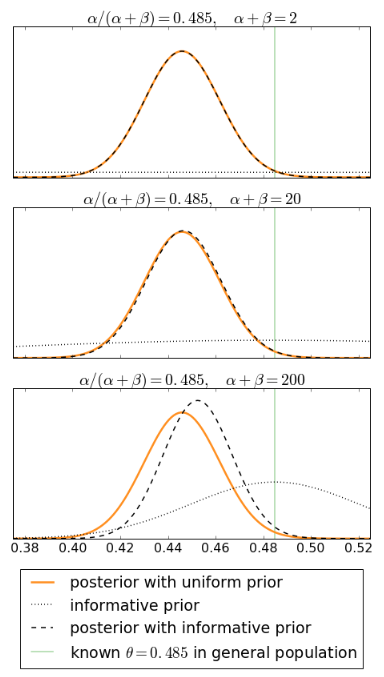 α/(α + β) = 0.485, α + β = 2
α/(α + β) = 0.485, α + β = 20
α/(α + β) = 0.485, α + β = 200
0.38 0.40 0.42 0.44 0.46 0.48 0.50 0.52
posterior with uniform prior
informative prior
posterior with informative prior
known θ = 0.485 in general population